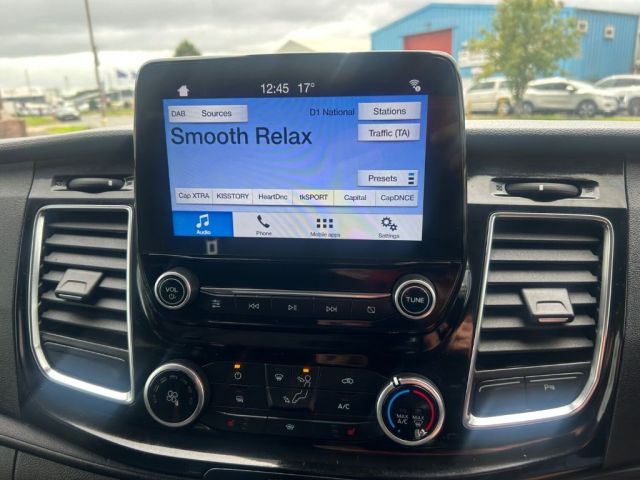 12:45 17°
DAB Sources D1 National Stations
Smooth Relax Traffic (TA)
Presets
Cap XTRA KISSTORY HeartDnc tkSPORT Capital CapDNCE
Audio Phone Mobile apps Settings
VOL TUNE
A/C
MAX A/C